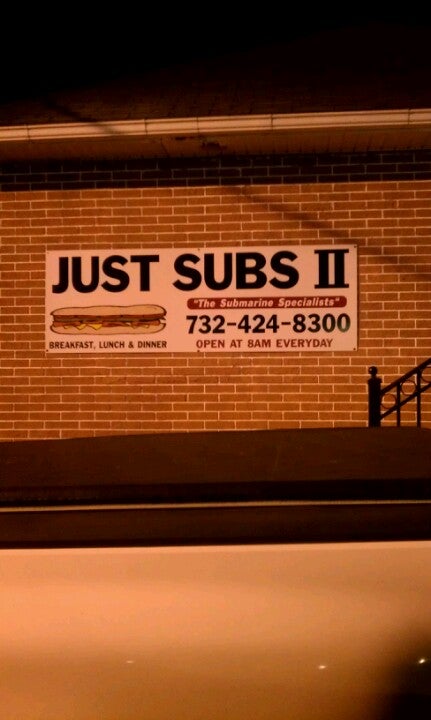 JUST SUBS II
"The Submarine Specialists"
732-424-8300
BREAKFAST, LUNCH & DINNER
OPEN AT 8AM EVERYDAY